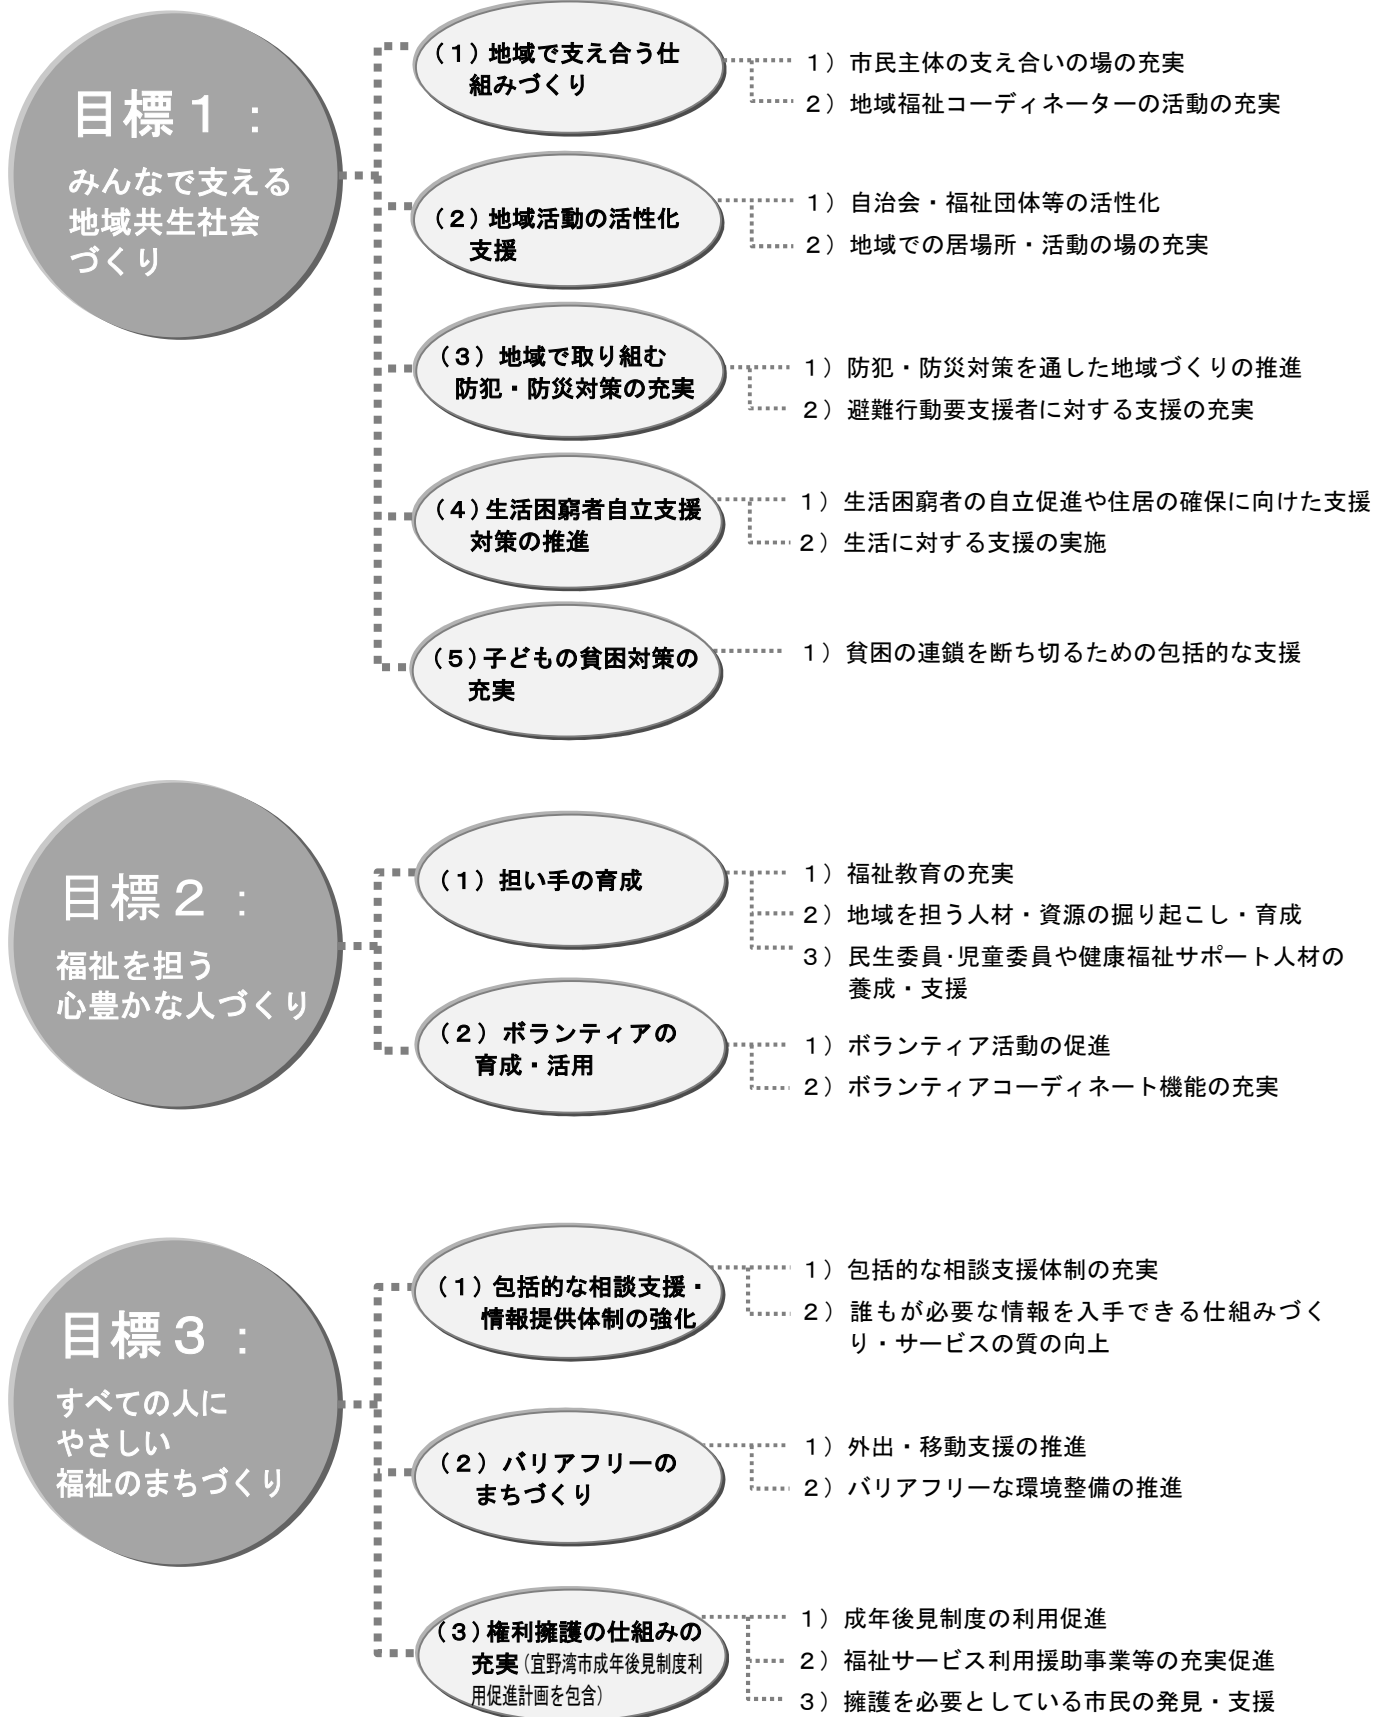 目標１：
みんなで支える
地域共生社会
づくり
（１）地域で支え合う仕
組みづくり
１）市民主体の支え合いの場の充実
２）地域福祉コーディネーターの活動の充実
（２）地域活動の活性化
支援
１）自治会・福祉団体等の活性化
２）地域での居場所・活動の場の充実
（３）地域で取り組む
防犯・防災対策の充実
１）防犯・防災対策を通した地域づくりの推進
２）避難行動要支援者に対する支援の充実
（４）生活困窮者自立支援
対策の推進
１）生活困窮者の自立促進や住居の確保に向けた支援
２）生活に対する支援の実施
（５）子どもの貧困対策の
充実
１）貧困の連鎖を断ち切るための包括的な支援
目標２：
福祉を担う
心豊かな人づくり
（１）担い手の育成
１）福祉教育の充実
２）地域を担う人材・資源の掘り起こし・育成
３）民生委員･児童委員や健康福祉サポート人材の
養成・支援
（２）ボランティアの
育成・活用
１）ボランティア活動の促進
２）ボランティアコーディネート機能の充実
目標３：
すべての人に
やさしい
福祉のまちづくり
（１）包括的な相談支援・
情報提供体制の強化
１）包括的な相談支援体制の充実
２）誰もが必要な情報を入手できる仕組みづく
り・サービスの質の向上
（２）バリアフリーの
まちづくり
１）外出・移動支援の推進
２）バリアフリーな環境整備の推進
（３）権利擁護の仕組みの
充実（宜野湾市成年後見制度利
用促進計画を包含）
１）成年後見制度の利用促進
２）福祉サービス利用援助事業等の充実促進
３）擁護を必要としている市民の発見・支援